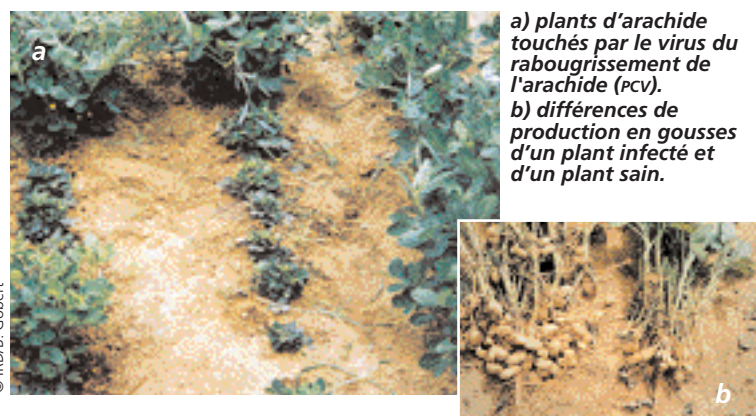 a
a) plants d’arachide
touchés par le virus du
rabougrissement de
l'arachide (PCV).
b) différences de
production en gousses
d’un plant infecté et
d’un plant sain.
b